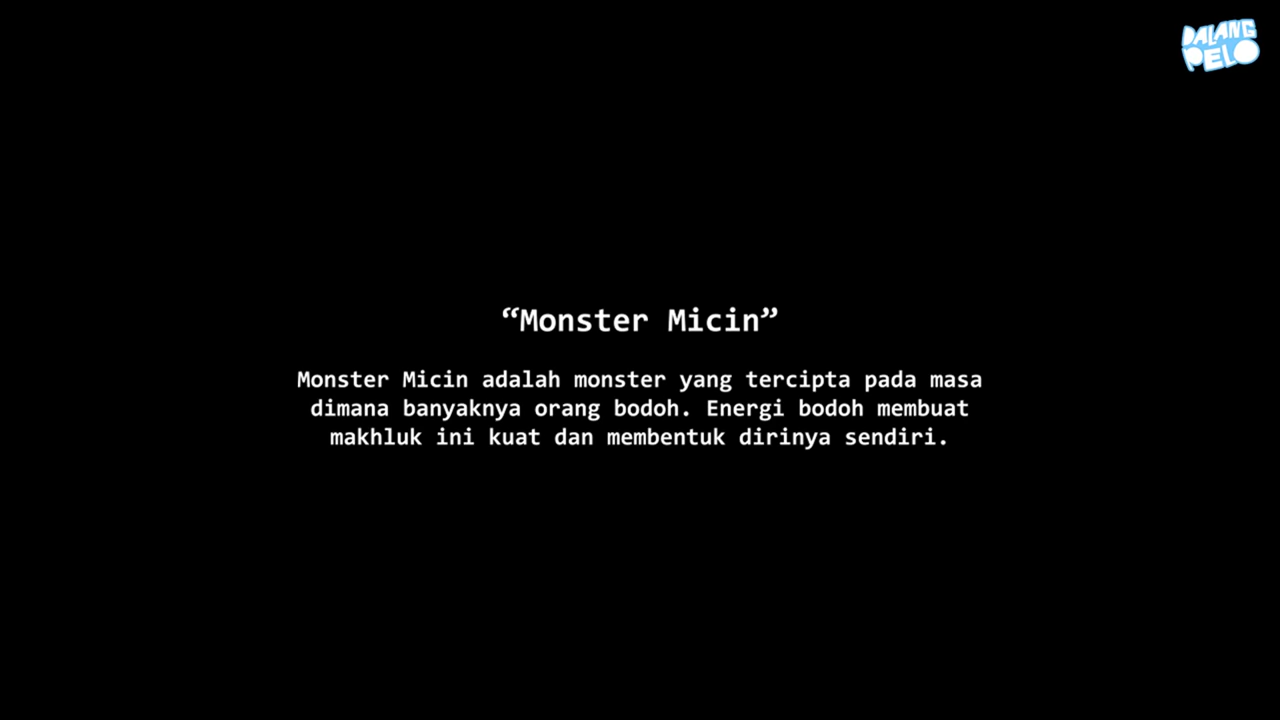 DALANG
PELO
“Monster Micin”
Monster Micin adalah monster yang tercipta pada masa
dimana banyaknya orang bodoh. Energi bodoh membuat
makhluk ini kuat dan membentuk dirinya sendiri.